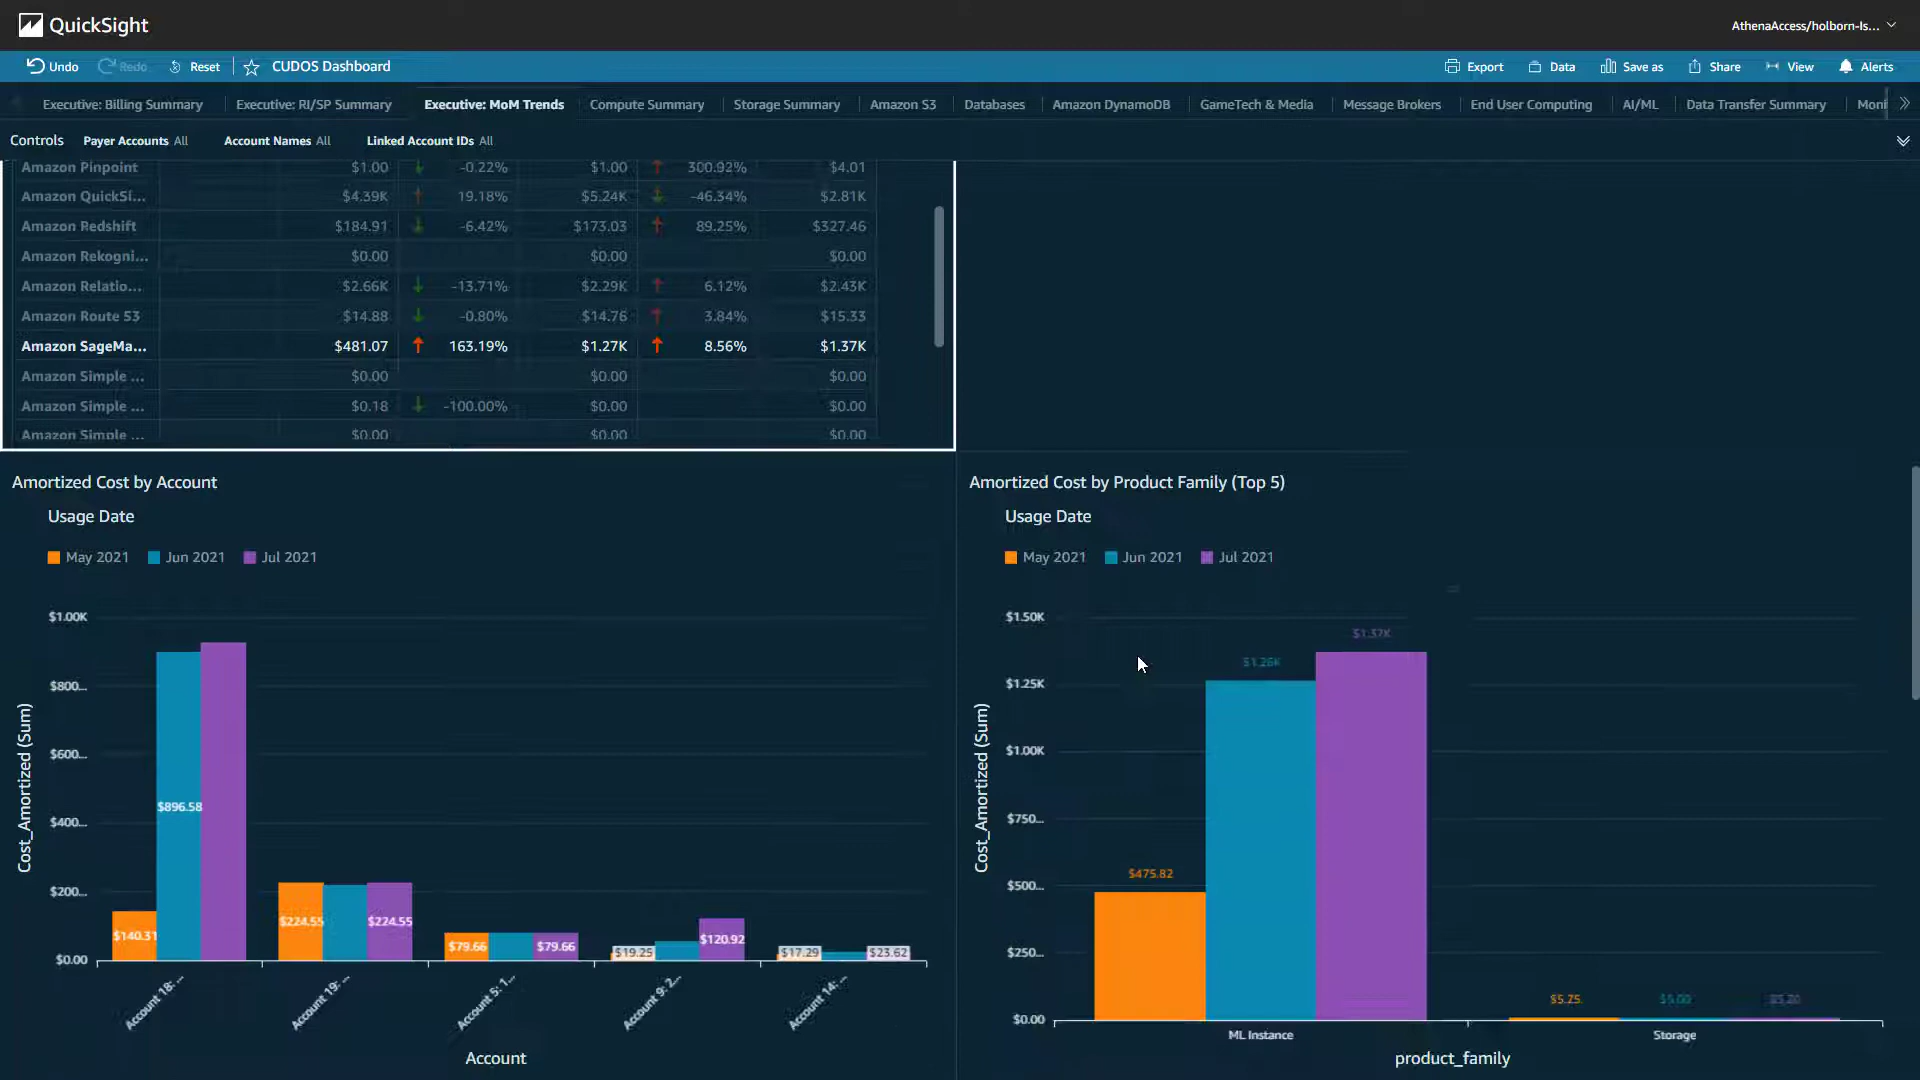 QuickSight
AthenaAccess/holborn-Is...
Undo Redo Reset CUDOS Dashboard Export Data Save as Share View Alerts
Executive: Billing Summary Executive: RI/SP Summary Executive: MoM Trends Compute Summary Storage Summary Amazon S3 Databases Amazon DynamoDB GameTech & Media Message Brokers End User Computing AI/ML Data Transfer Summary Moni
Controls Payer Accounts All Account Names All Linked Account IDs All
Amazon Pinpoint $1.00 -0.22% $1.00 300.92% $4.01
Amazon QuickSi... $4.39K 19.18% $5.24K -46.34% $2.81K
Amazon Redshift $184.91 -6.42% $173.03 89.25% $327.46
Amazon Rekogni... $0.00 $0.00 $0.00
Amazon Relatio... $2.66K -13.71% $2.29K 6.12% $2.43K
Amazon Route 53 $14.88 -0.80% $14.76 3.84% $15.33
Amazon SageMa... $481.07 163.19% $1.27K 8.56% $1.37K
Amazon Simple ... $0.00 $0.00 $0.00
Amazon Simple ... $0.18 -100.00% $0.00 $0.00
Amazon Simple ... $0.00 $0.00 $0.00
Amortized Cost by Account
Usage Date
May 2021 Jun 2021 Jul 2021
$1.00K
$800...
$600...
$400...
$200...
$0.00
Cost_Amortized (Sum)
$140.31 $896.58
$224.55 $224.55
$79.66 $79.66
$19.25 $120.92
$17.29 $23.62
Account 18: ...
Account 19: ...
Account 5: 1...
Account 9: 2...
Account 14: ...
Account
Amortized Cost by Product Family (Top 5)
Usage Date
May 2021 Jun 2021 Jul 2021
$1.50K
$1.25K
$1.00K
$750...
$500...
$250...
$0.00
Cost_Amortized (Sum)
$475.82 $1.26K $1.37K
$5.25 $5.00 $5.20
ML Instance Storage
product_family